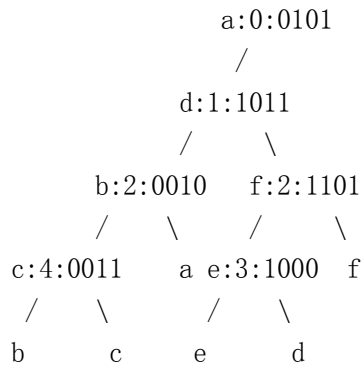 a:0:0101
/
d:1:1011
/ \
b:2:0010 f:2:1101
/ \ / \
c:4:0011 a e:3:1000 f
/ \ / \
b c e d